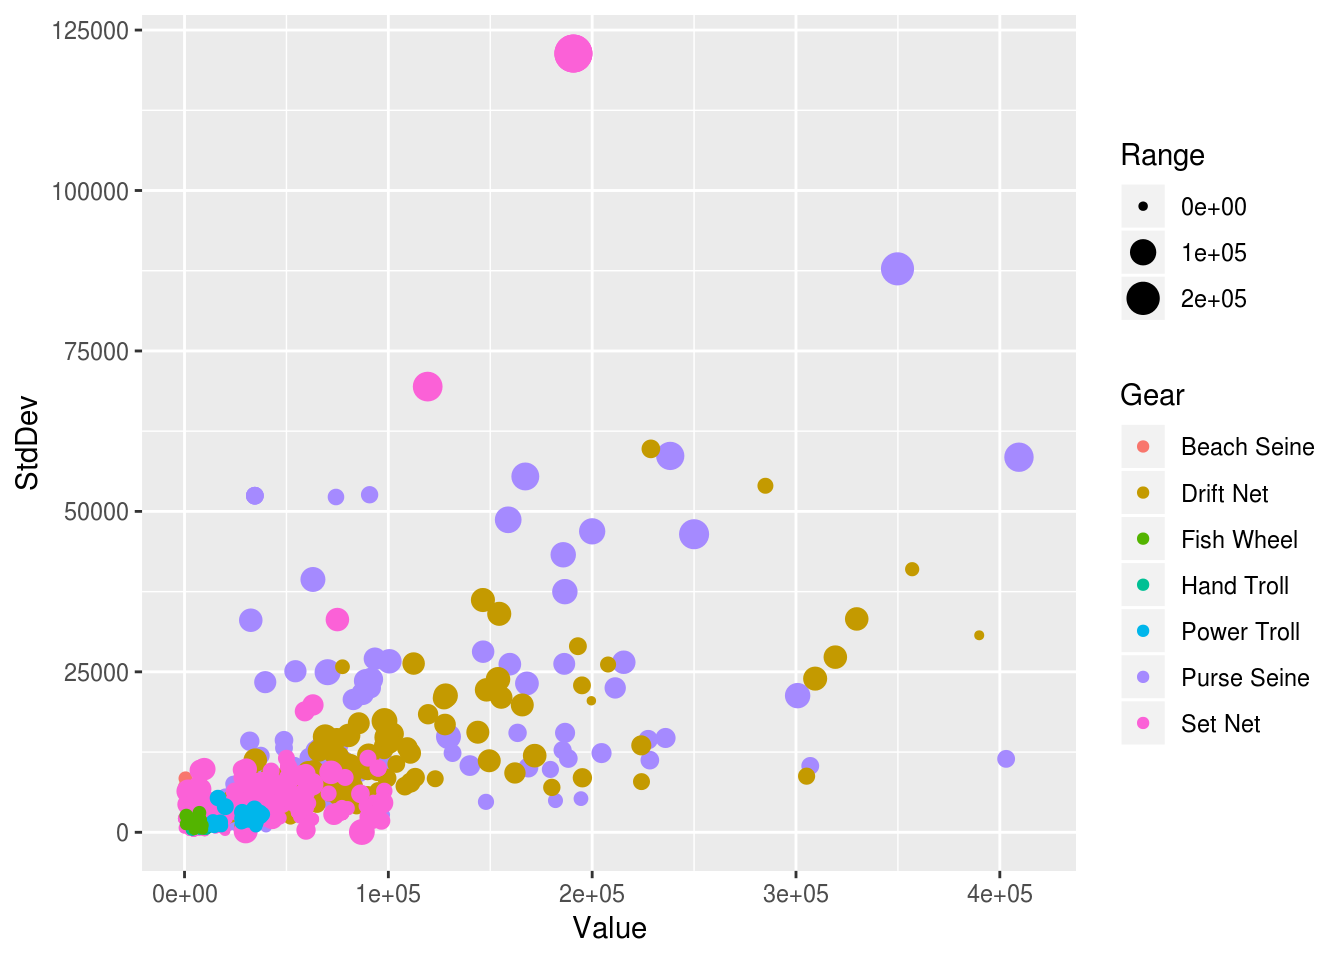 125000
100000
75000
50000
25000
0
StdDev
0e+00
1e+05
2e+05
3e+05
4e+05
Value
Range
0e+00
1e+05
2e+05
Gear
Beach Seine
Drift Net
Fish Wheel
Hand Troll
Power Troll
Purse Seine
Set Net